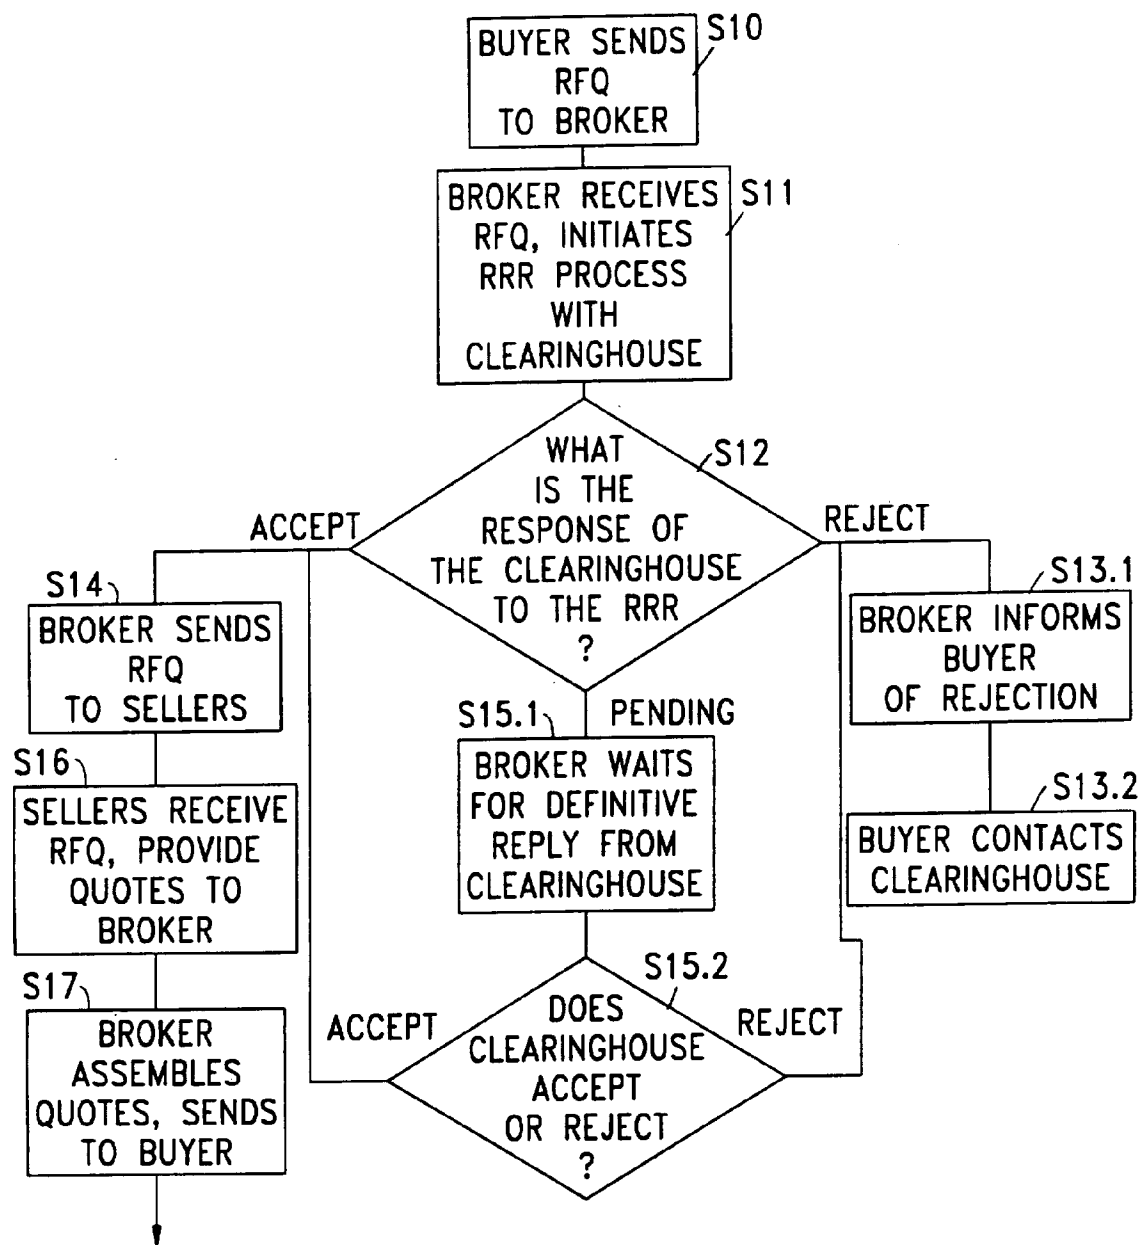 BUYER SENDS
RFQ
TO BROKER
S10
BROKER RECEIVES
RFQ, INITIATES
RRR PROCESS
WITH
CLEARINGHOUSE
S11
WHAT
IS THE
RESPONSE OF
THE CLEARINGHOUSE
TO THE RRR
?
S12
ACCEPT
REJECT
S14
BROKER SENDS
RFQ
TO SELLERS
S13.1
BROKER INFORMS
BUYER
OF REJECTION
S15.1
PENDING
BROKER WAITS
FOR DEFINITIVE
REPLY FROM
CLEARINGHOUSE
S16
SELLERS RECEIVE
RFQ, PROVIDE
QUOTES TO
BROKER
S13.2
BUYER CONTACTS
CLEARINGHOUSE
S17
BROKER
ASSEMBLES
QUOTES, SENDS
TO BUYER
S15.2
ACCEPT
DOES
CLEARINGHOUSE
ACCEPT
OR REJECT
?
REJECT